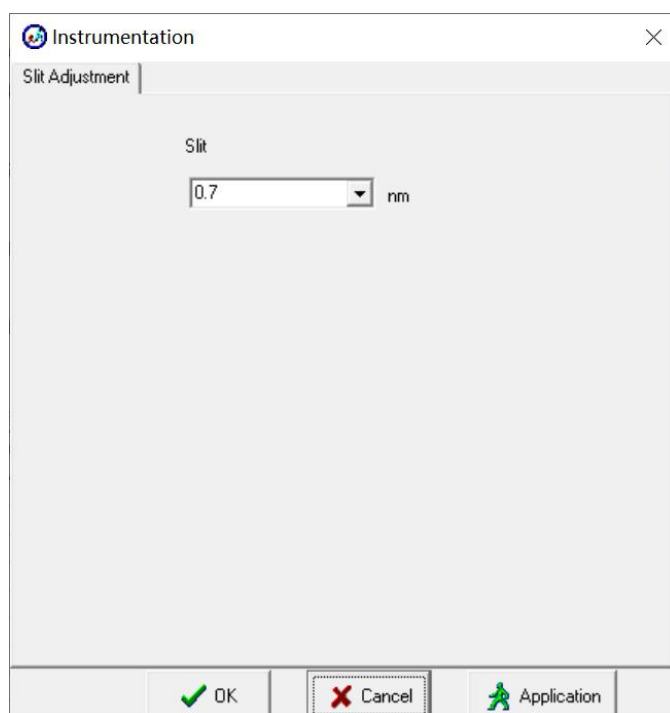 Instrumentation
Slit Adjustment
Slit
0.7 nm
OK Cancel Application